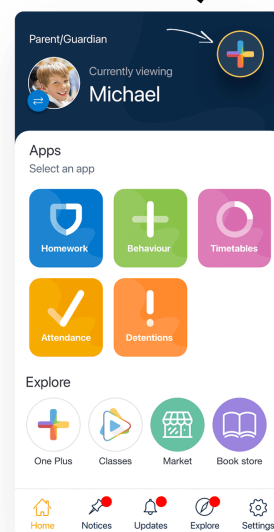 Parent/Guardian
Currently viewing
Michael
Apps
Select an app
Homework
Behaviour
Timetables
Attendance
Detentions
Explore
One Plus
Classes
Market
Book store
Home
Notices
Updates
Explore
Settings